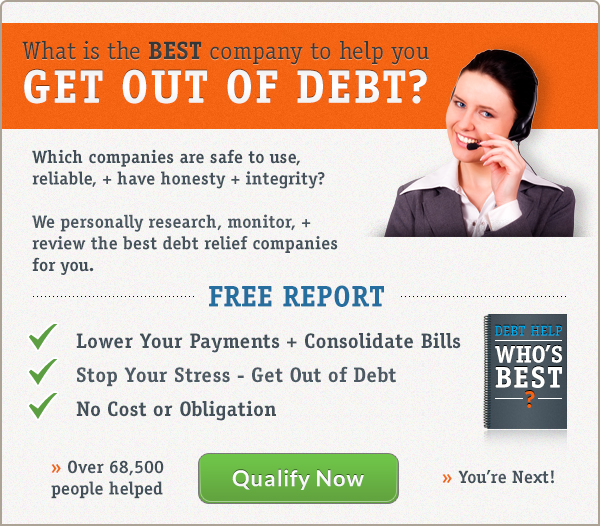 What is the BEST company to help you
GET OUT OF DEBT?
Which companies are safe to use,
reliable, + have honesty + integrity?
We personally research, monitor, +
review the best debt relief companies
for you.
FREE REPORT
Lower Your Payments + Consolidate Bills
Stop Your Stress - Get Out of Debt
No Cost or Obligation
DEBT HELP
WHO'S
BEST
?
» Over 68,500
people helped
Qualify Now
» You're Next!